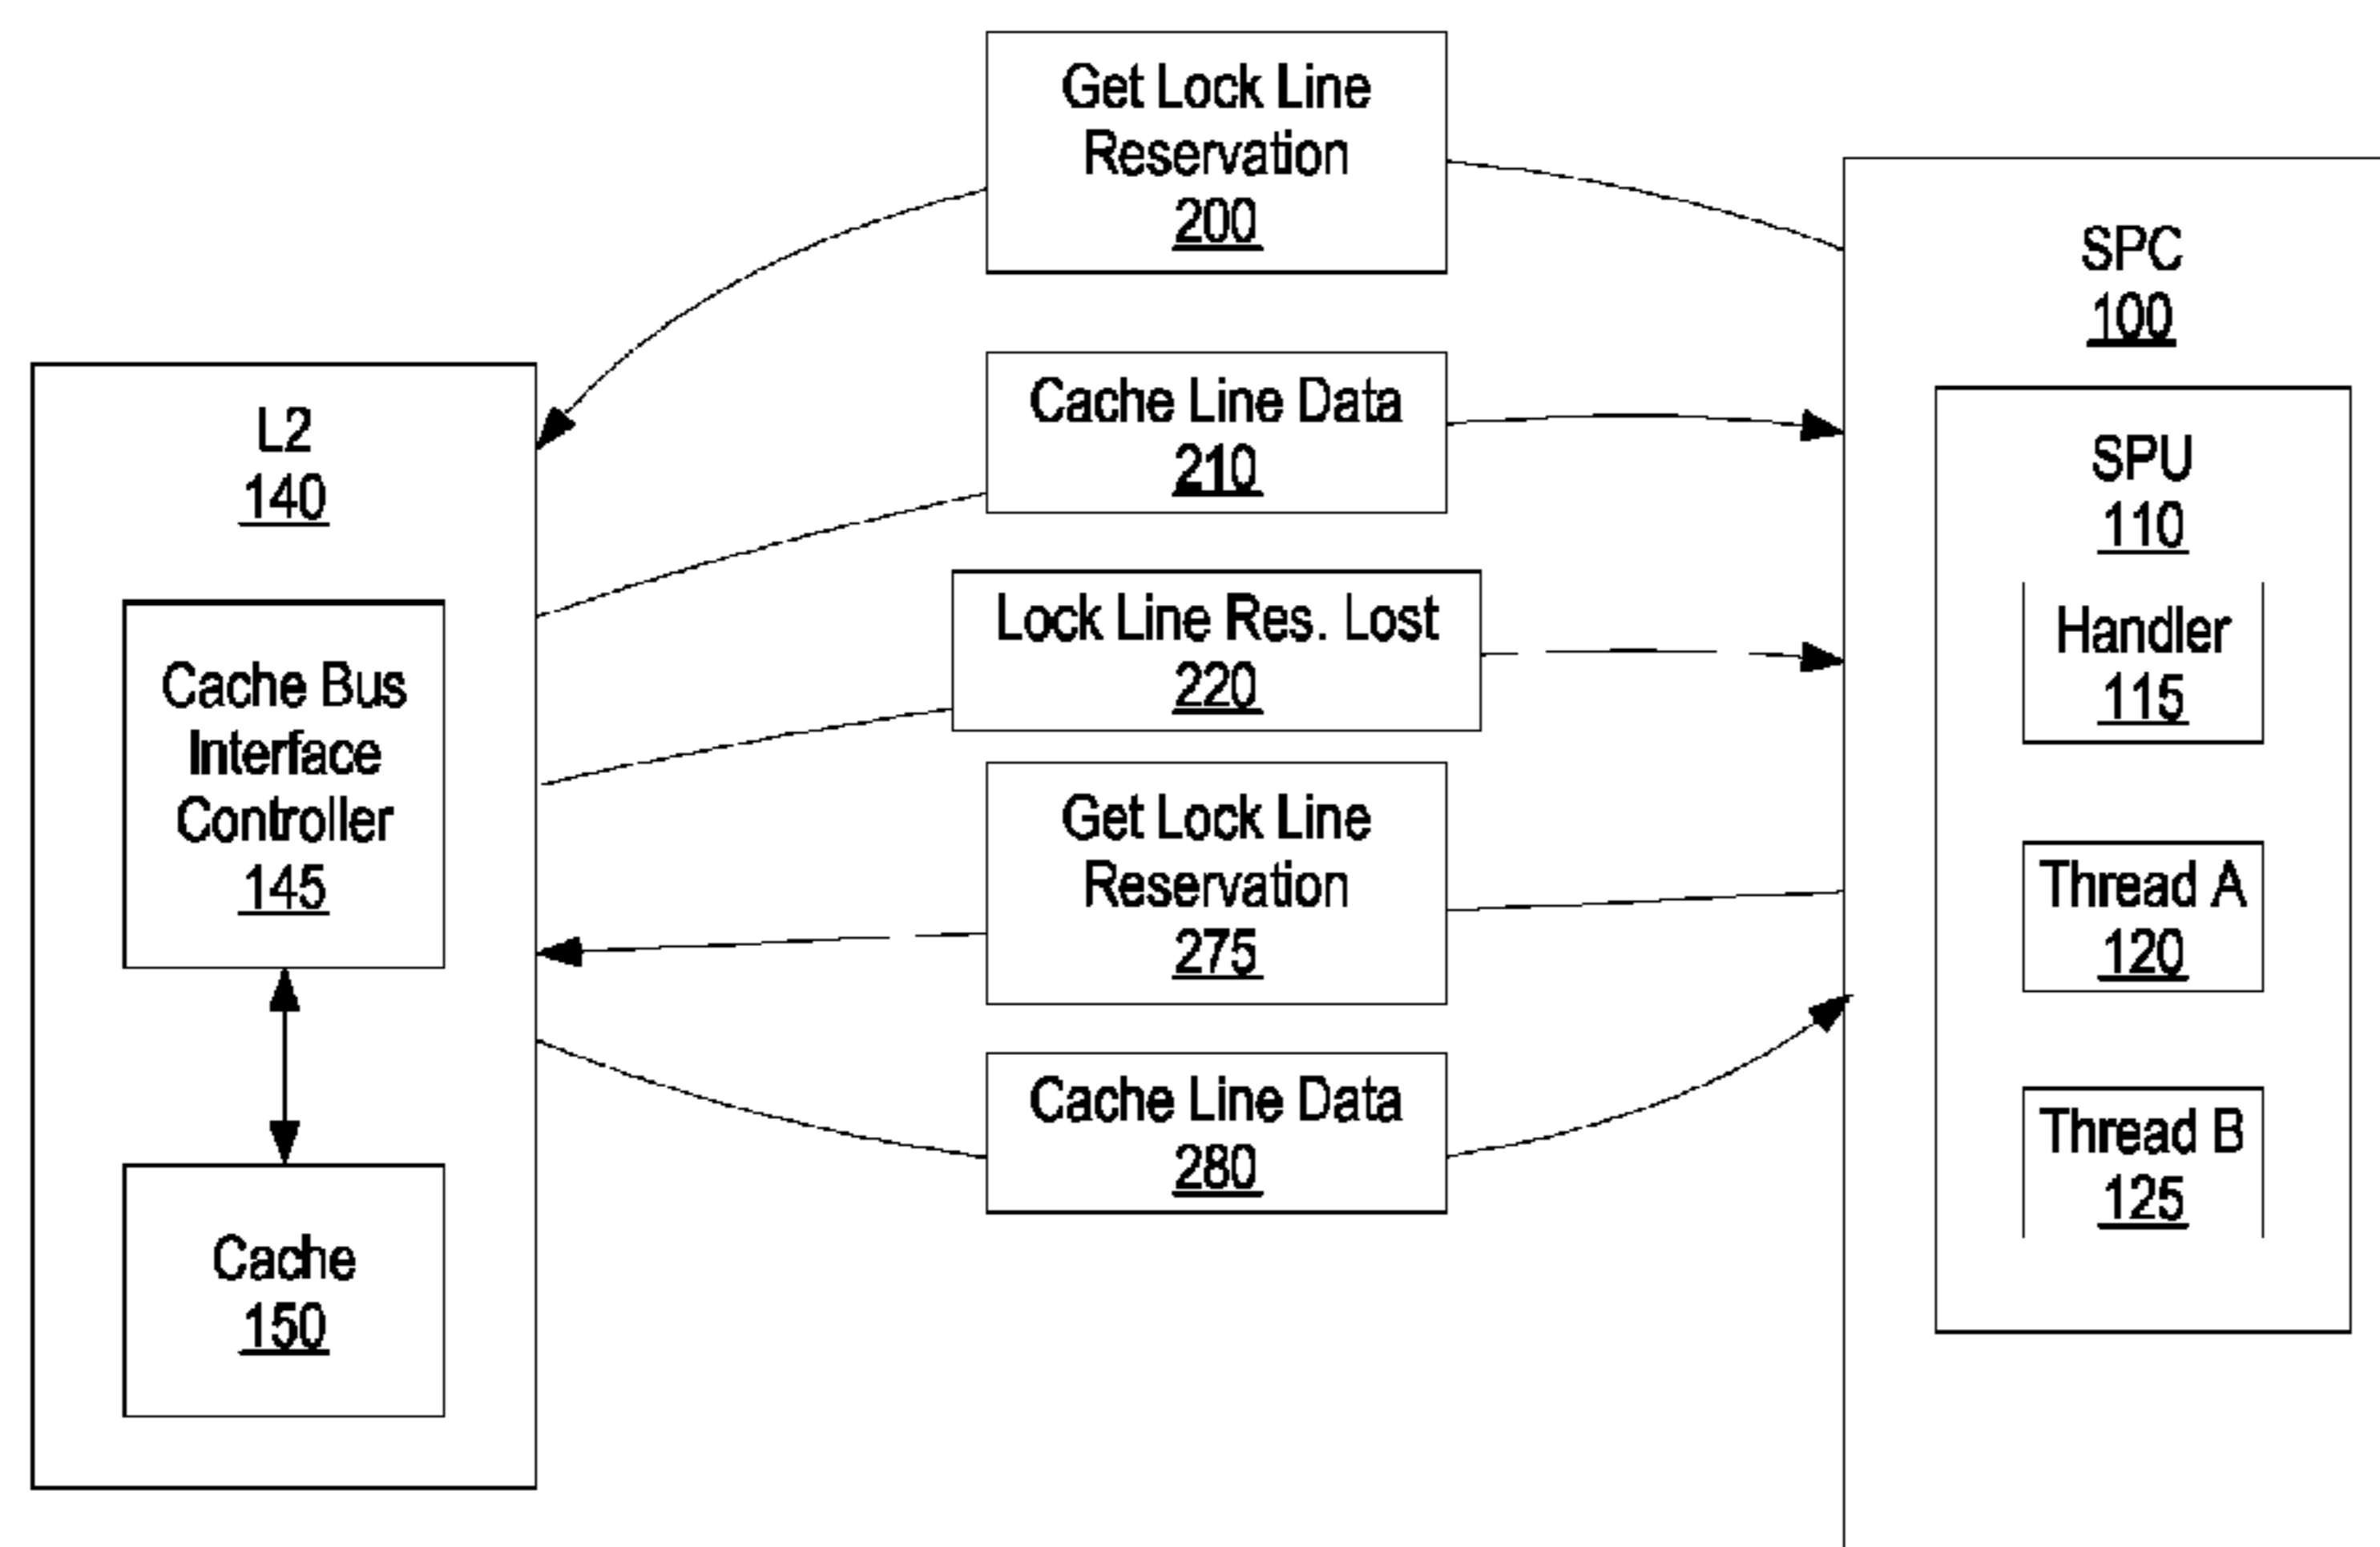 Get Lock Line
Reservation
200
Cache Line Data
210
Lock Line Res. Lost
220
Get Lock Line
Reservation
275
Cache Line Data
280
L2
140
Cache Bus
Interface
Controller
145
Cache
150
SPC
100
SPU
110
Handler
115
Thread A
120
Thread B
125